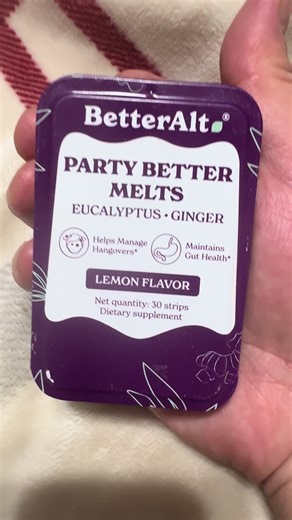 BetterAlt®
PARTY BETTER
MELTS
EUCALYPTUS • GINGER
Helps Manage
Hangovers*
Maintains
Gut Health*
LEMON FLAVOR
Net quantity: 30 strips
Dietary supplement